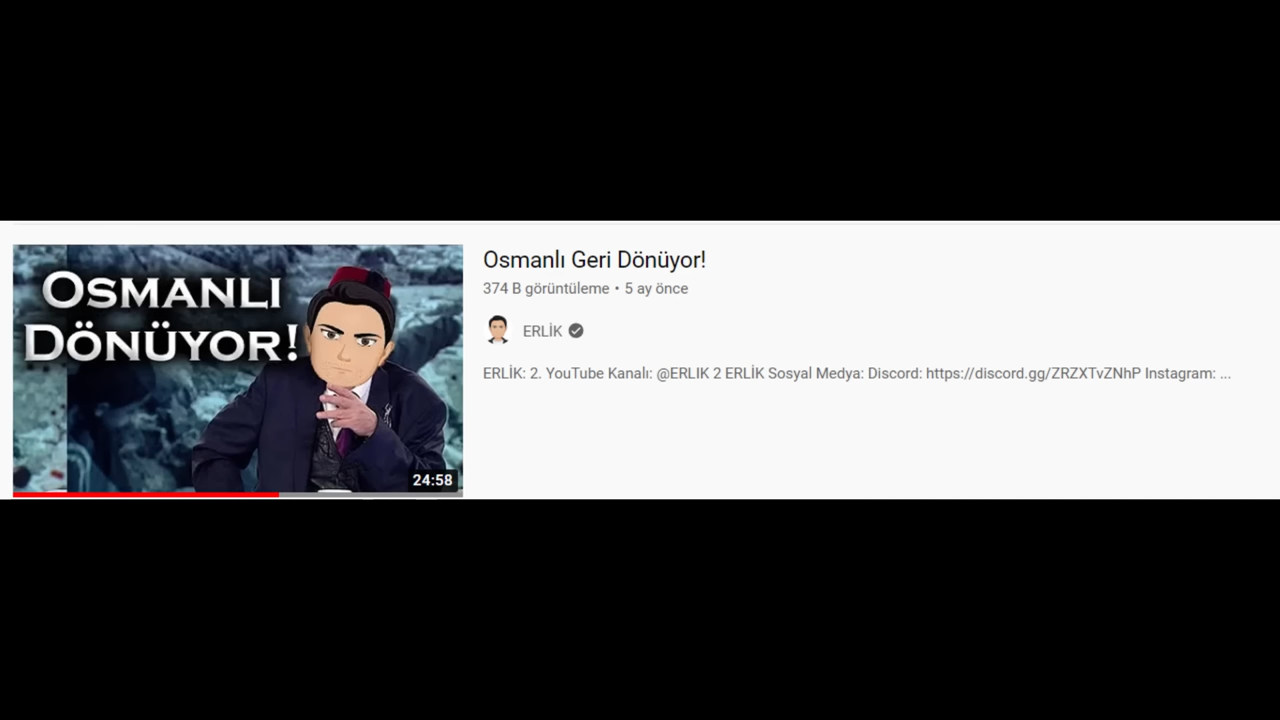 OSMANLI
DÖNÜYOR!
24:58
Osmanlı Geri Dönüyor!
374 B görüntüleme • 5 ay önce
ERLİK
ERLİK: 2. YouTube Kanalı: @ERLIK 2 ERLİK Sosyal Medya: Discord: https://discord.gg/ZRZXTvZNhP Instagram: ...